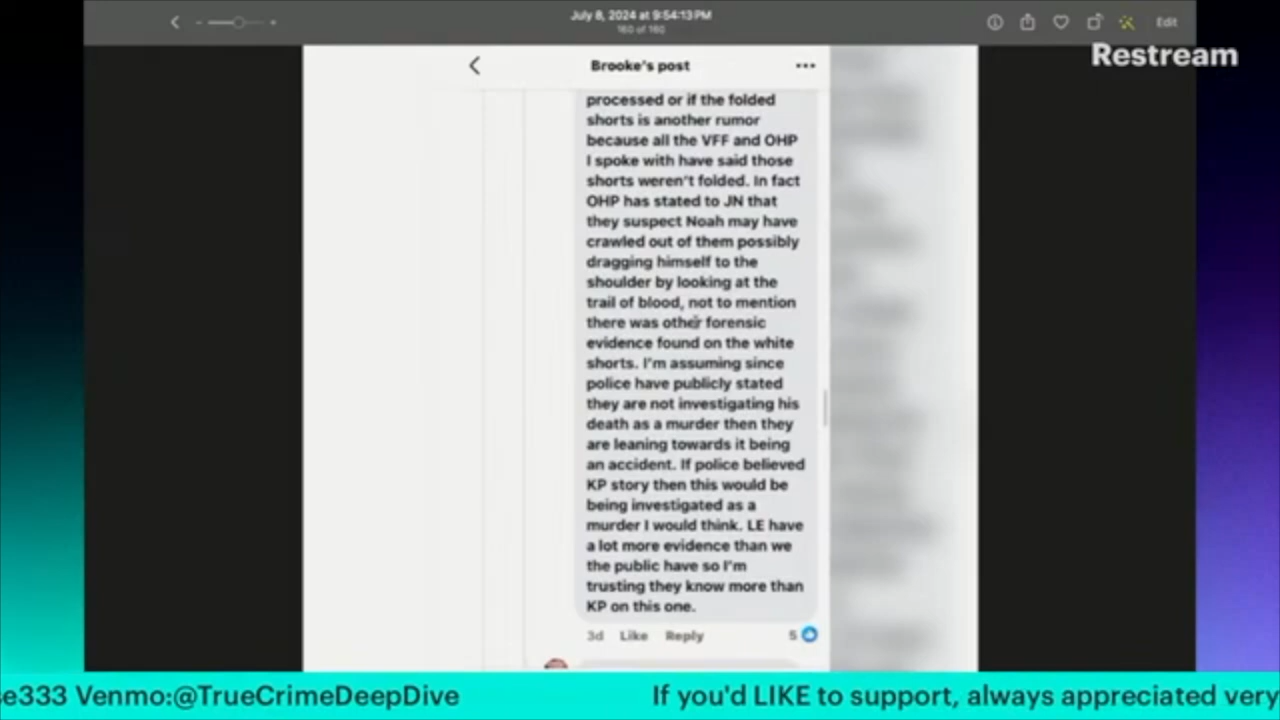 July 8, 2024 at 9:54:13 PM
160 of 160
Edit
Restream
Brooke's post
processed or if the folded
shorts is another rumor
because all the VFF and OHP
I spoke with have said those
shorts weren't folded. In fact
OHP has stated to JN that
they suspect Noah may have
crawled out of them possibly
dragging himself to the
shoulder by looking at the
trail of blood, not to mention
there was other forensic
evidence found on the white
shorts. I'm assuming since
police have publicly stated
they are not investigating his
death as a murder then they
are leaning towards it being
an accident. If police believed
KP story then this would be
being investigated as a
murder I would think. LE have
a lot more evidence than we
the public have so I'm
trusting they know more than
KP on this one.
3d Like Reply 5
se333 Venmo:@TrueCrimeDeepDive If you'd LIKE to support, always appreciated very